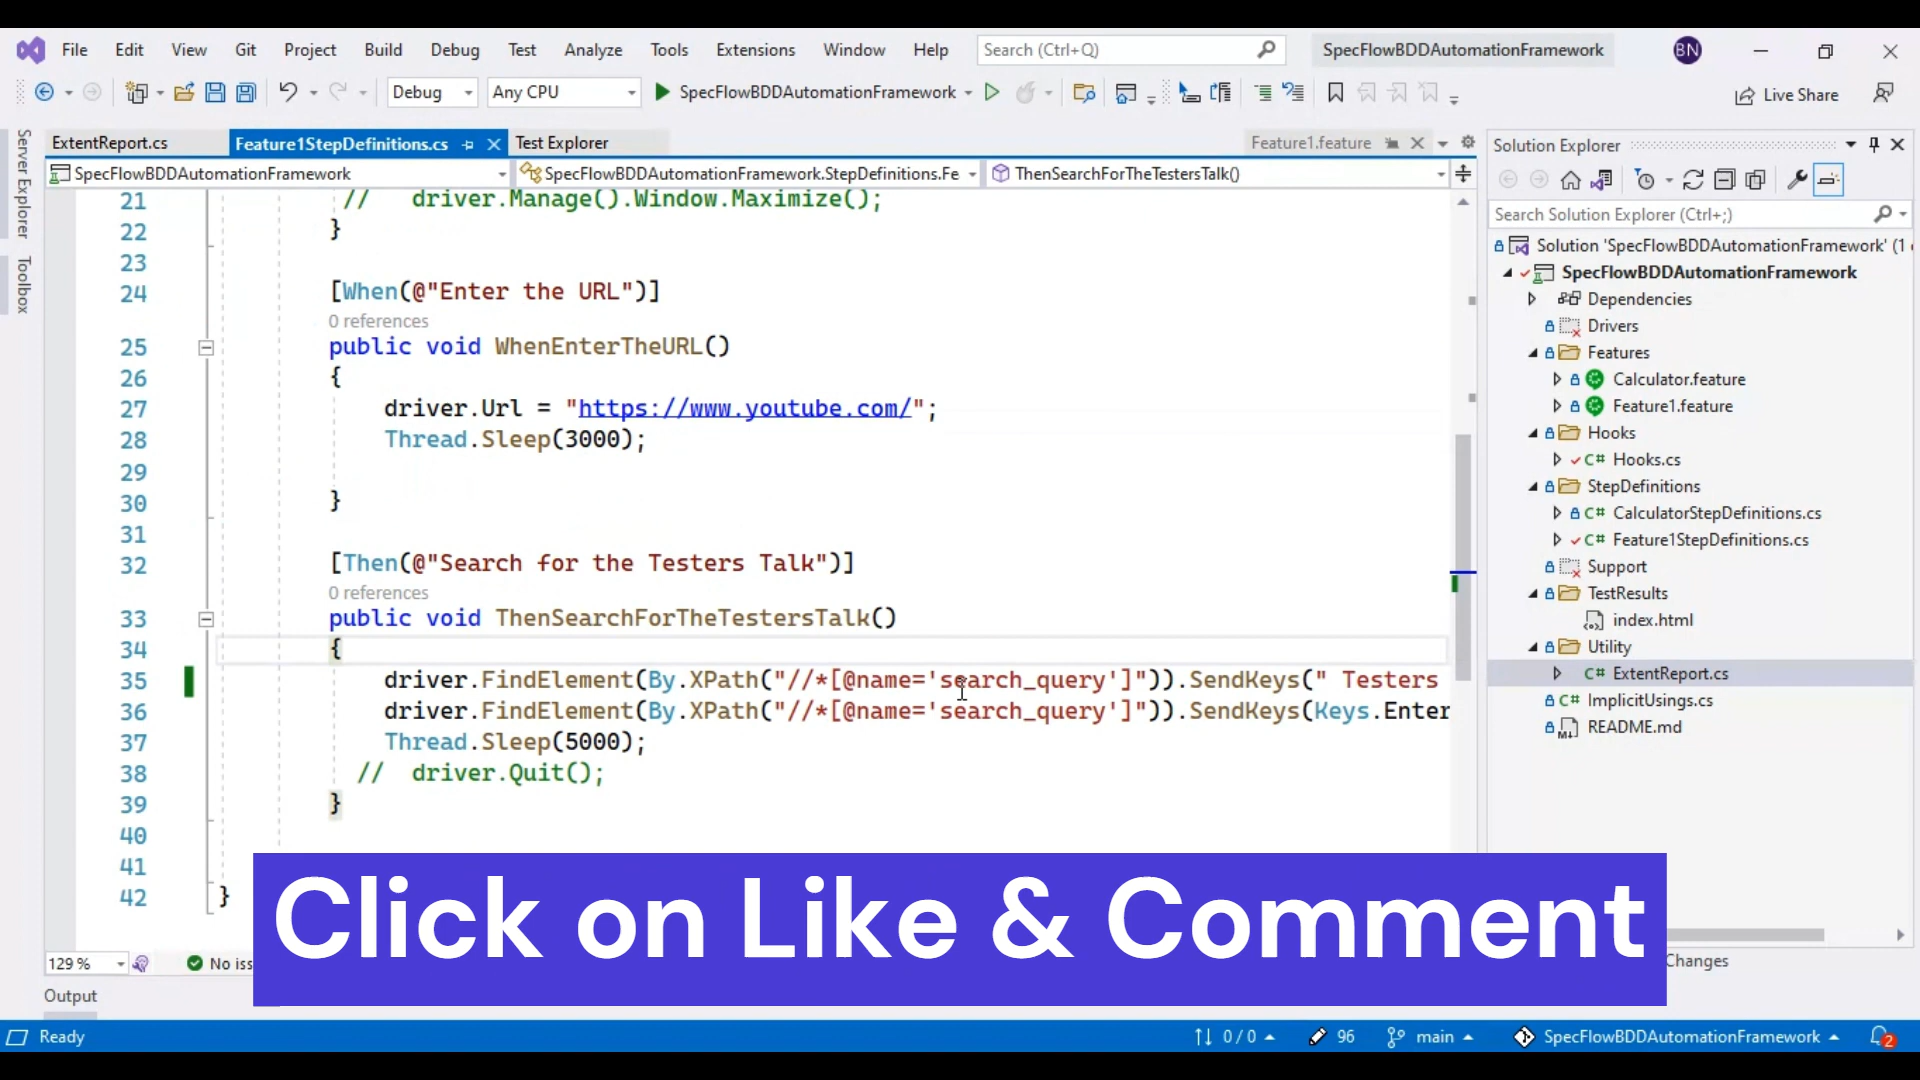 File Edit View Git Project Build Debug Test Analyze Tools Extensions Window Help Search (Ctrl+Q) SpecFlowBDDAutomationFramework BN
Debug Any CPU SpecFlowBDDAutomationFramework Live Share
ExtentReport.cs Feature1StepDefinitions.cs Test Explorer Feature1.feature
SpecFlowBDDAutomationFramework SpecFlowBDDAutomationFramework.StepDefinitions.Fe ThenSearchForTheTestersTalk()
Server Explorer
Toolbox
21 // driver.Manage().Window.Maximize();
22 }
23
24 [When(@"Enter the URL")]
0 references
25 public void WhenEnterTheURL()
26 {
27 driver.Url = "https://www.youtube.com/";
28 Thread.Sleep(3000);
29
30 }
31
32 [Then(@"Search for the Testers Talk")]
0 references
33 public void ThenSearchForTheTestersTalk()
34 {
35 driver.FindElement(By.XPath("//*[@name='search_query']")).SendKeys(" Testers
36 driver.FindElement(By.XPath("//*[@name='search_query']")).SendKeys(Keys.Enter
37 Thread.Sleep(5000);
38 // driver.Quit();
39 }
40
41
42 }
Solution Explorer
Search Solution Explorer (Ctrl+;)
Solution 'SpecFlowBDDAutomationFramework' (1
SpecFlowBDDAutomationFramework
Dependencies
Drivers
Features
Calculator.feature
Feature1.feature
Hooks
C# Hooks.cs
StepDefinitions
C# CalculatorStepDefinitions.cs
C# Feature1StepDefinitions.cs
Support
TestResults
index.html
Utility
C# ExtentReport.cs
C# ImplicitUsings.cs
README.md
Click on Like & Comment
129 % No iss
Changes
Output
Ready 0 / 0 96 main SpecFlowBDDAutomationFramework 2